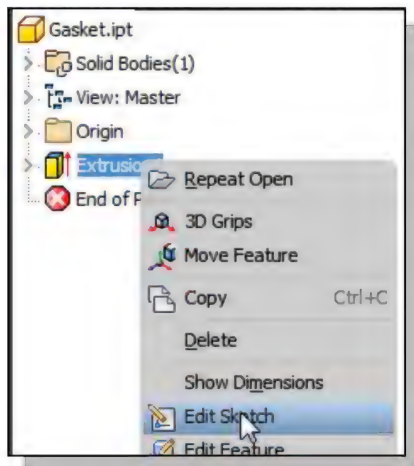 Gasket.ipt
Solid Bodies(1)
View: Master
Origin
Extrusio
End of P
Repeat Open
3D Grips
Move Feature
Copy Ctrl+C
Delete
Show Dimensions
Edit Sketch
Edit Feature